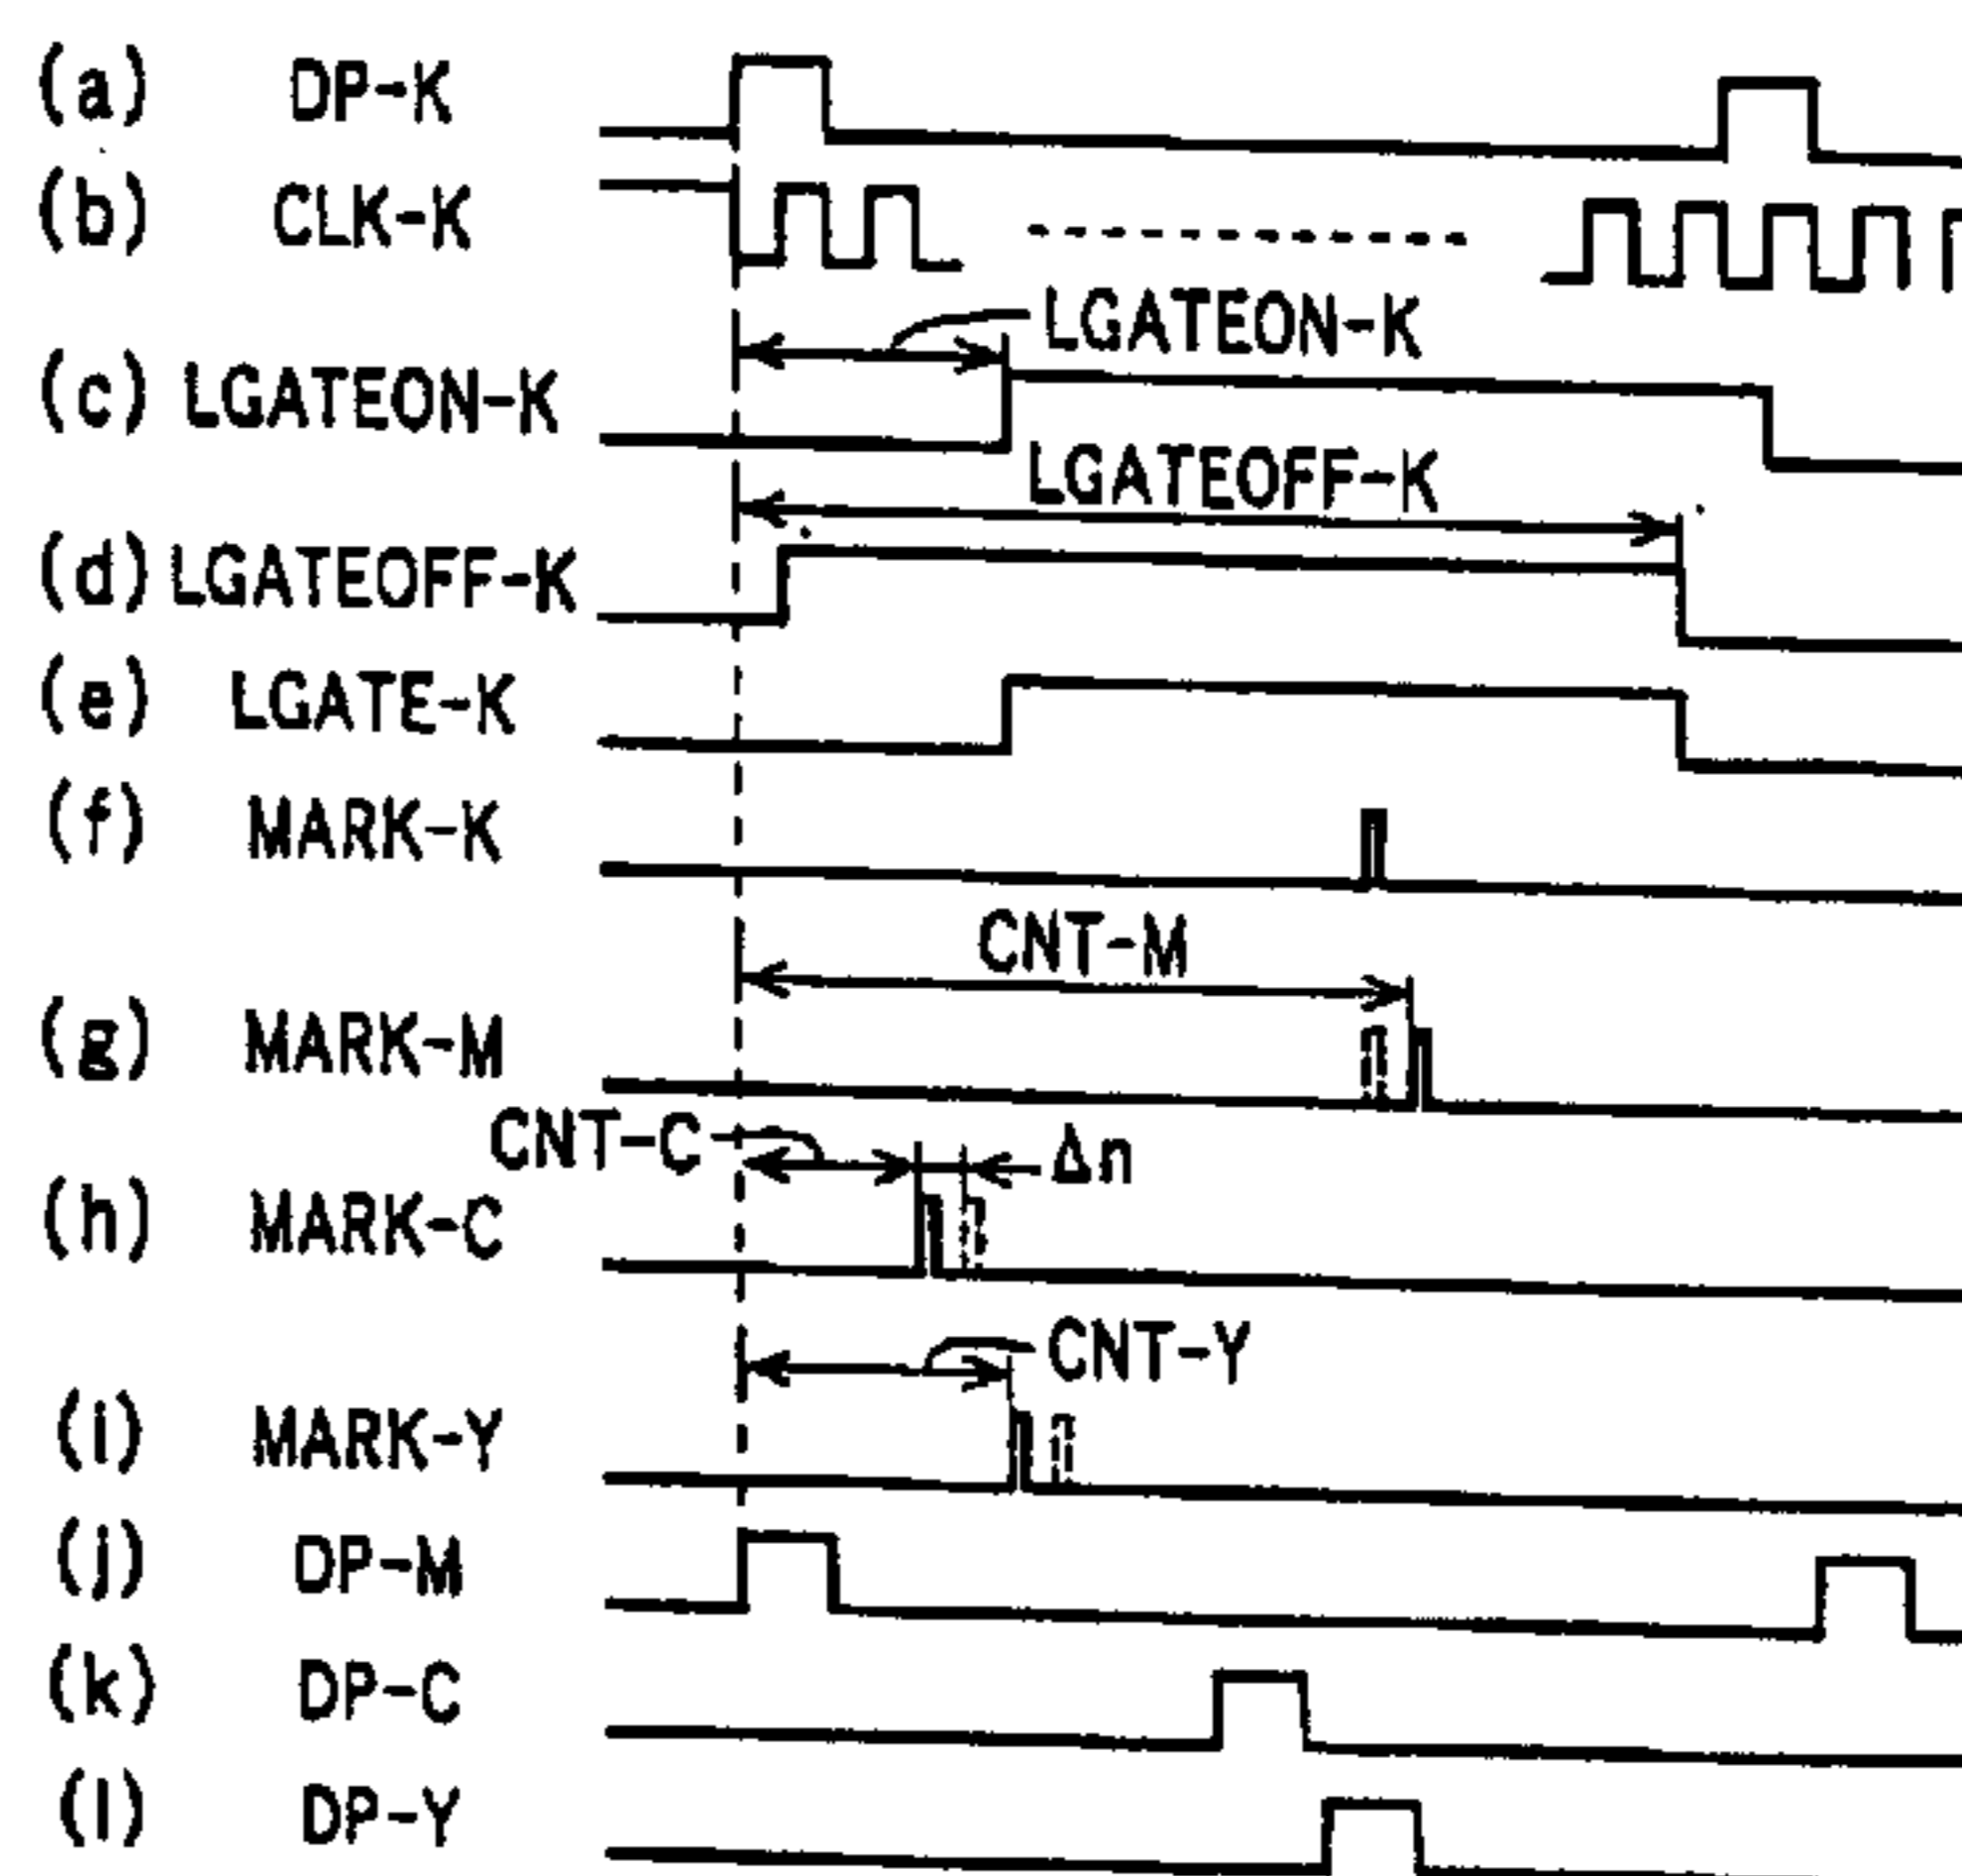 (a) DP-K
(b) CLK-K
LGATEON-K
(c) LGATEON-K
LGATEOFF-K
(d) LGATEOFF-K
(e) LGATE-K
(f) MARK-K
CNT-M
(g) MARK-M
CNT-C Δn
(h) MARK-C
CNT-Y
(i) MARK-Y
(j) DP-M
(k) DP-C
(l) DP-Y